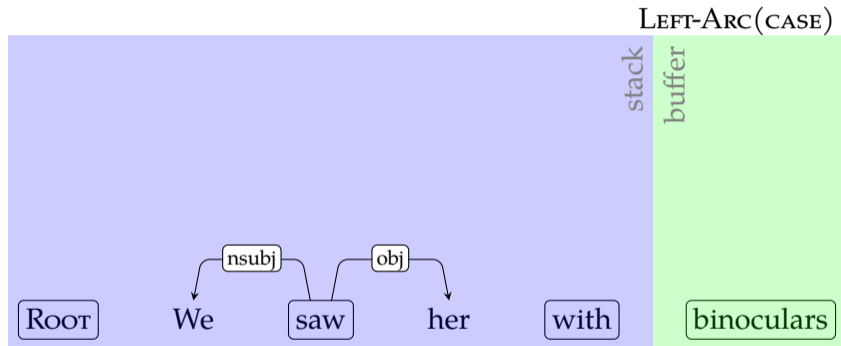 LEFT-ARC(CASE)
stack
buffer
nsubj obj
ROOT We saw her with binoculars